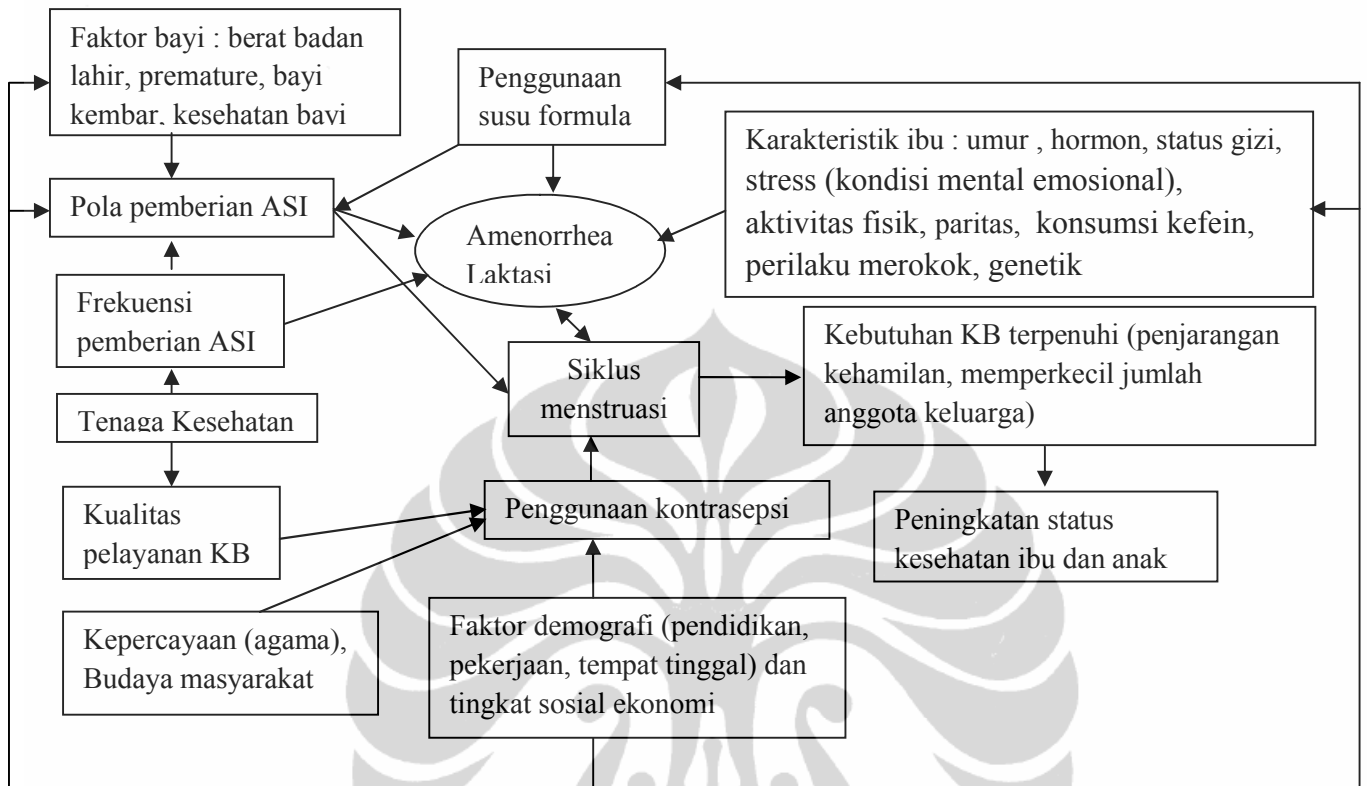 Faktor bayi : berat badan
lahir, premature, bayi
kembar, kesehatan bayi
Penggunaan
susu formula
Karakteristik ibu : umur , hormon, status gizi,
stress (kondisi mental emosional),
aktivitas fisik, paritas, konsumsi kefein,
perilaku merokok, genetik
Pola pemberian ASI
Amenorrhea
Laktasi
Frekuensi
pemberian ASI
Siklus
menstruasi
Kebutuhan KB terpenuhi (penjarangan
kehamilan, memperkecil jumlah
anggota keluarga)
Tenaga Kesehatan
Kualitas
pelayanan KB
Penggunaan kontrasepsi
Peningkatan status
kesehatan ibu dan anak
Kepercayaan (agama),
Budaya masyarakat
Faktor demografi (pendidikan,
pekerjaan, tempat tinggal) dan
tingkat sosial ekonomi